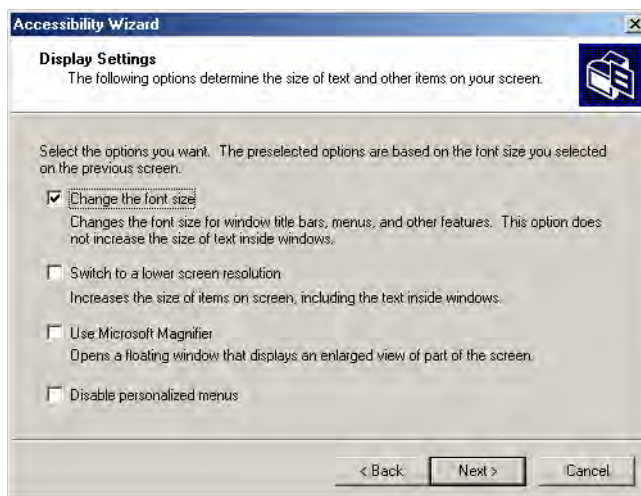 Accessibility Wizard
Display Settings
The following options determine the size of text and other items on your screen.
Select the options you want. The preselected options are based on the font size you selected
on the previous screen.
Change the font size
Changes the font size for window title bars, menus, and other features. This option does
not increase the size of text inside windows.
Switch to a lower screen resolution
Increases the size of items on screen, including the text inside windows.
Use Microsoft Magnifier
Opens a floating window that displays an enlarged view of part of the screen.
Disable personalized menus
< Back Next > Cancel